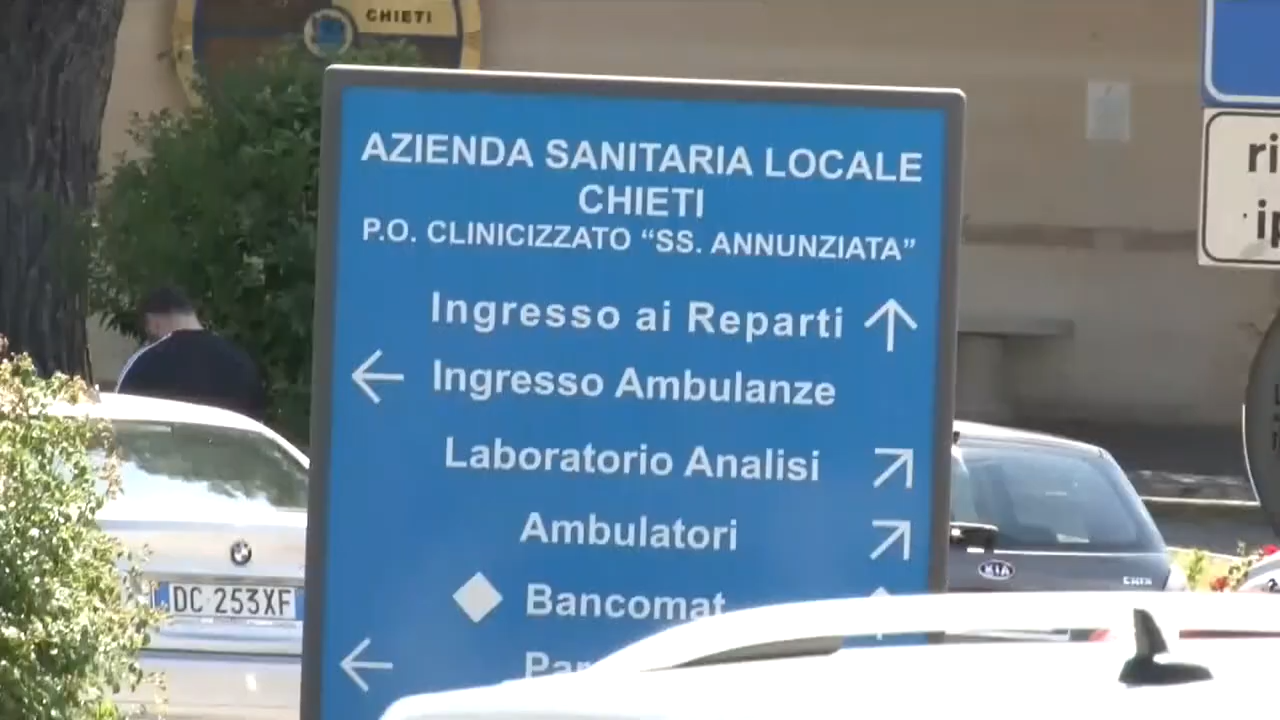 CHIETI
AZIENDA SANITARIA LOCALE
CHIETI
P.O. CLINICIZZATO “SS. ANNUNZIATA”
Ingresso ai Reparti
Ingresso Ambulanze
Laboratorio Analisi
Ambulatori
Bancomat
DC 253XF
KIA